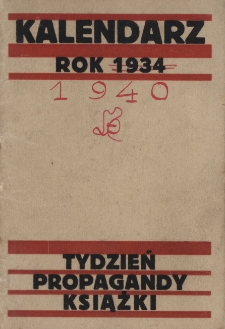 KALENDARZ
ROK 1934
1940
TYDZIEŃ
PROPAGANDY
KSIĄŻKI